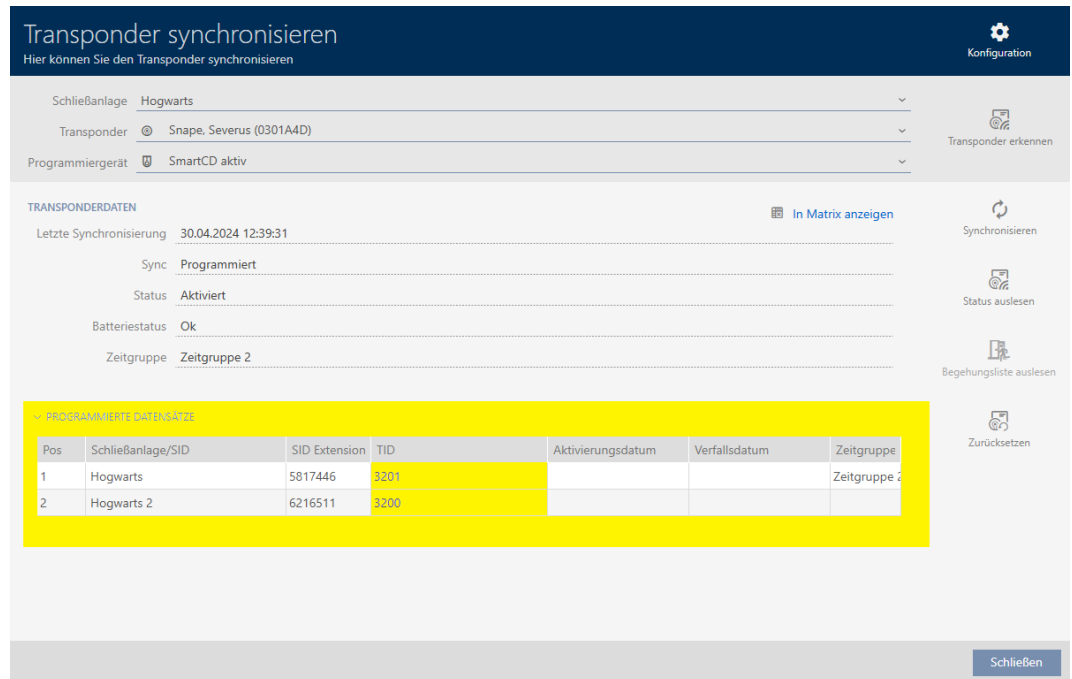 Transponder synchronisieren
Hier können Sie den Transponder synchronisieren
Konfiguration
Schließanlage Hogwarts
Transponder Snape, Severus (0301A4D)
Programmiergerät SmartCD aktiv
Transponder erkennen
TRANSPONDERDATEN
In Matrix anzeigen
Letzte Synchronisierung 30.04.2024 12:39:31
Sync Programmiert
Status Aktiviert
Batteriestatus Ok
Zeitgruppe Zeitgruppe 2
Synchronisieren
Status auslesen
Begehungsliste auslesen
Zurücksetzen
PROGRAMMIERTE DATENSÄTZE
Pos Schließanlage/SID SID Extension TID Aktivierungsdatum Verfallsdatum Zeitgruppe
1 Hogwarts 5817446 3201 Zeitgruppe 2
2 Hogwarts 2 6216511 3200
Schließen